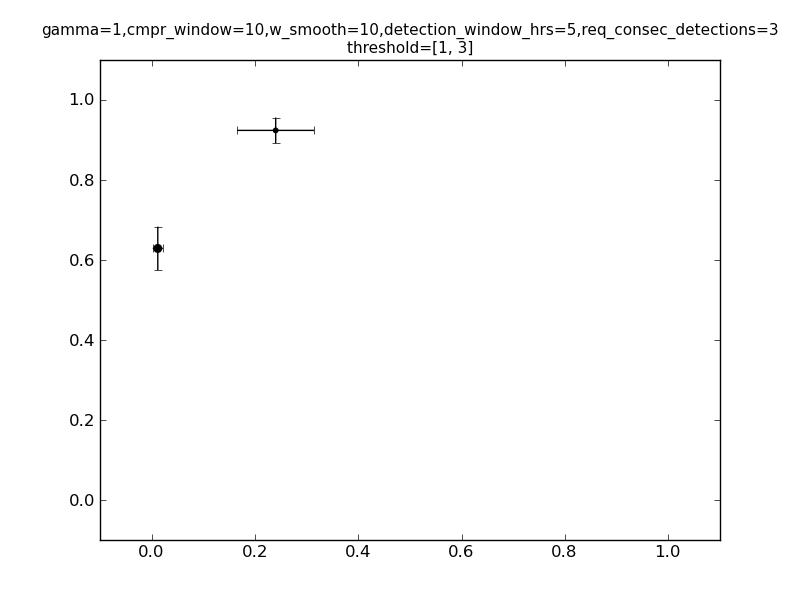 gamma=1,cmpr_window=10,w_smooth=10,detection_window_hrs=5,req_consec_detections=3
threshold=[1, 3]
1.0
0.8
0.6
0.4
0.2
0.0
0.0 0.2 0.4 0.6 0.8 1.0